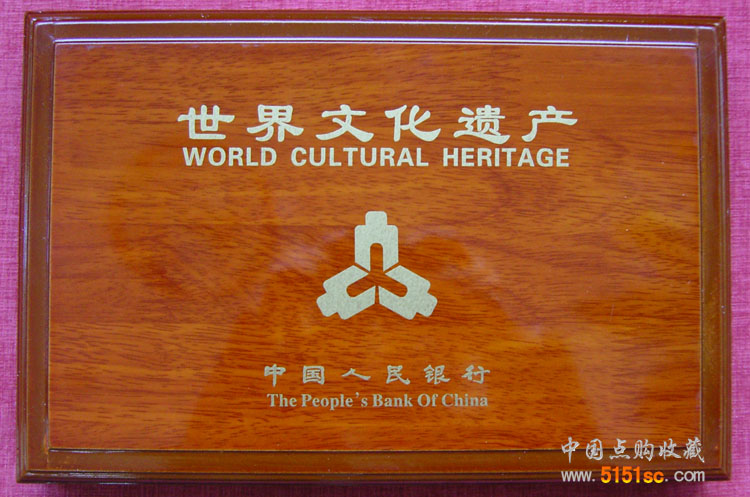 世界文化遗产
WORLD CULTURAL HERITAGE
中国人民银行
The People's Bank Of China
中国点购收藏
www.5151sc.com